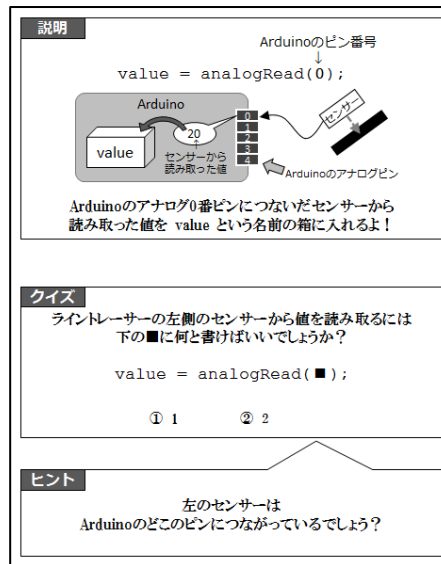 説明
Arduinoのピン番号
↓
value = analogRead(0);
Arduino
value
20
↑
センサーから
読み取った値
0
1
2
3
4
センサー
Arduinoのアナログピン
Arduinoのアナログ0番ピンにつないだセンサーから
読み取った値を value という名前の箱に入れるよ！
クイズ
ライントレーサーの左側のセンサーから値を読み取るには
下の■に何と書けばいいでしょうか？
value = analogRead(■);
① 1 ② 2
ヒント
左のセンサーは
Arduinoのどこのピンにつながっているでしょう？